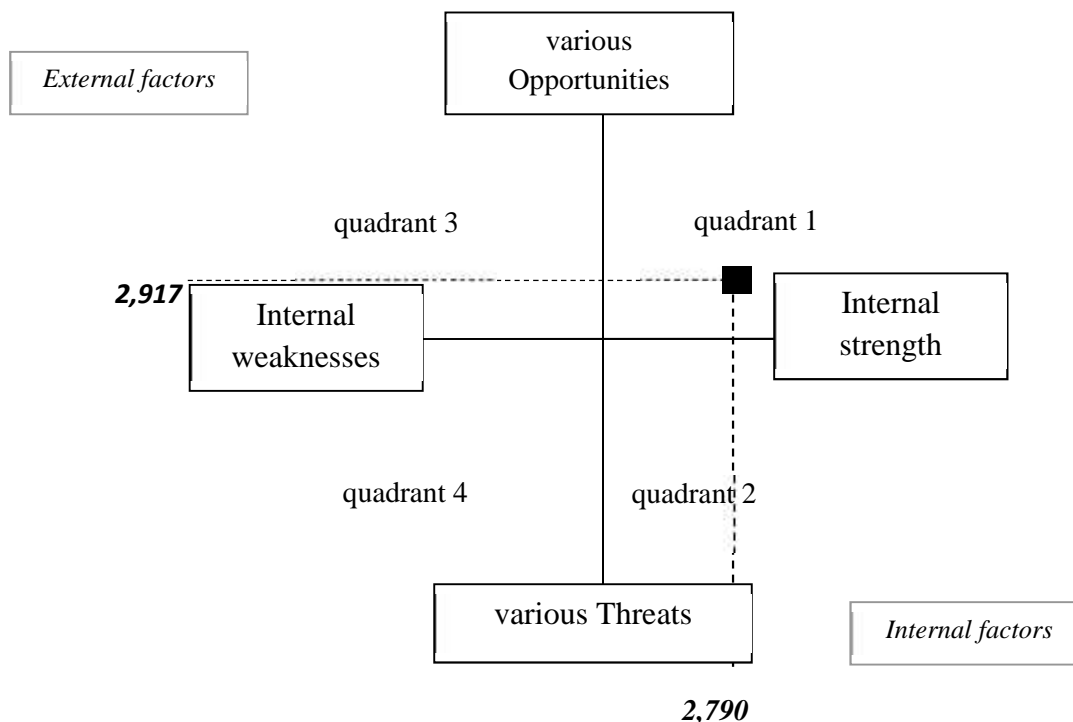 various
Opportunities
External factors
quadrant 3
quadrant 1
2,917
Internal
weaknesses
Internal
strength
quadrant 4
quadrant 2
various Threats
Internal factors
2,790